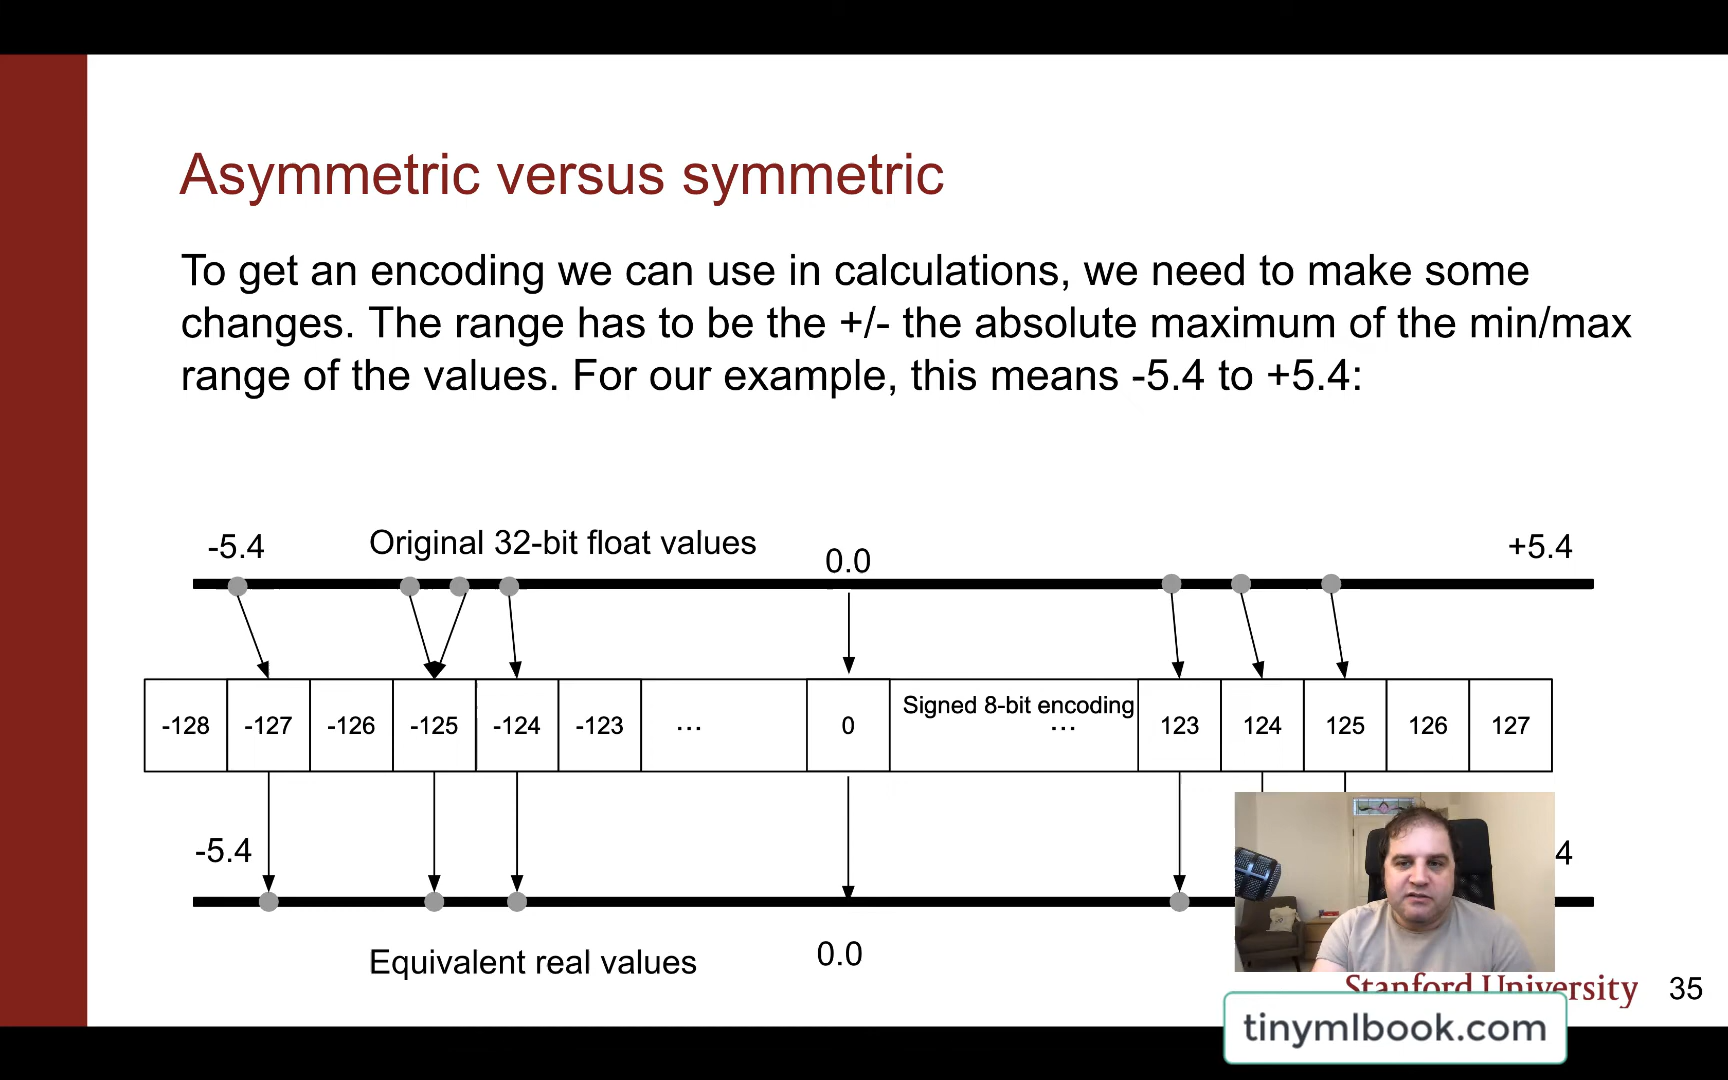 Asymmetric versus symmetric
To get an encoding we can use in calculations, we need to make some
changes. The range has to be the +/- the absolute maximum of the min/max
range of the values. For our example, this means -5.4 to +5.4:
-5.4 Original 32-bit float values 0.0 +5.4
Signed 8-bit encoding
-128 -127 -126 -125 -124 -123 ... 0 ... 123 124 125 126 127
-5.4 4
Equivalent real values 0.0
Stanford University 35
tinymlbook.com